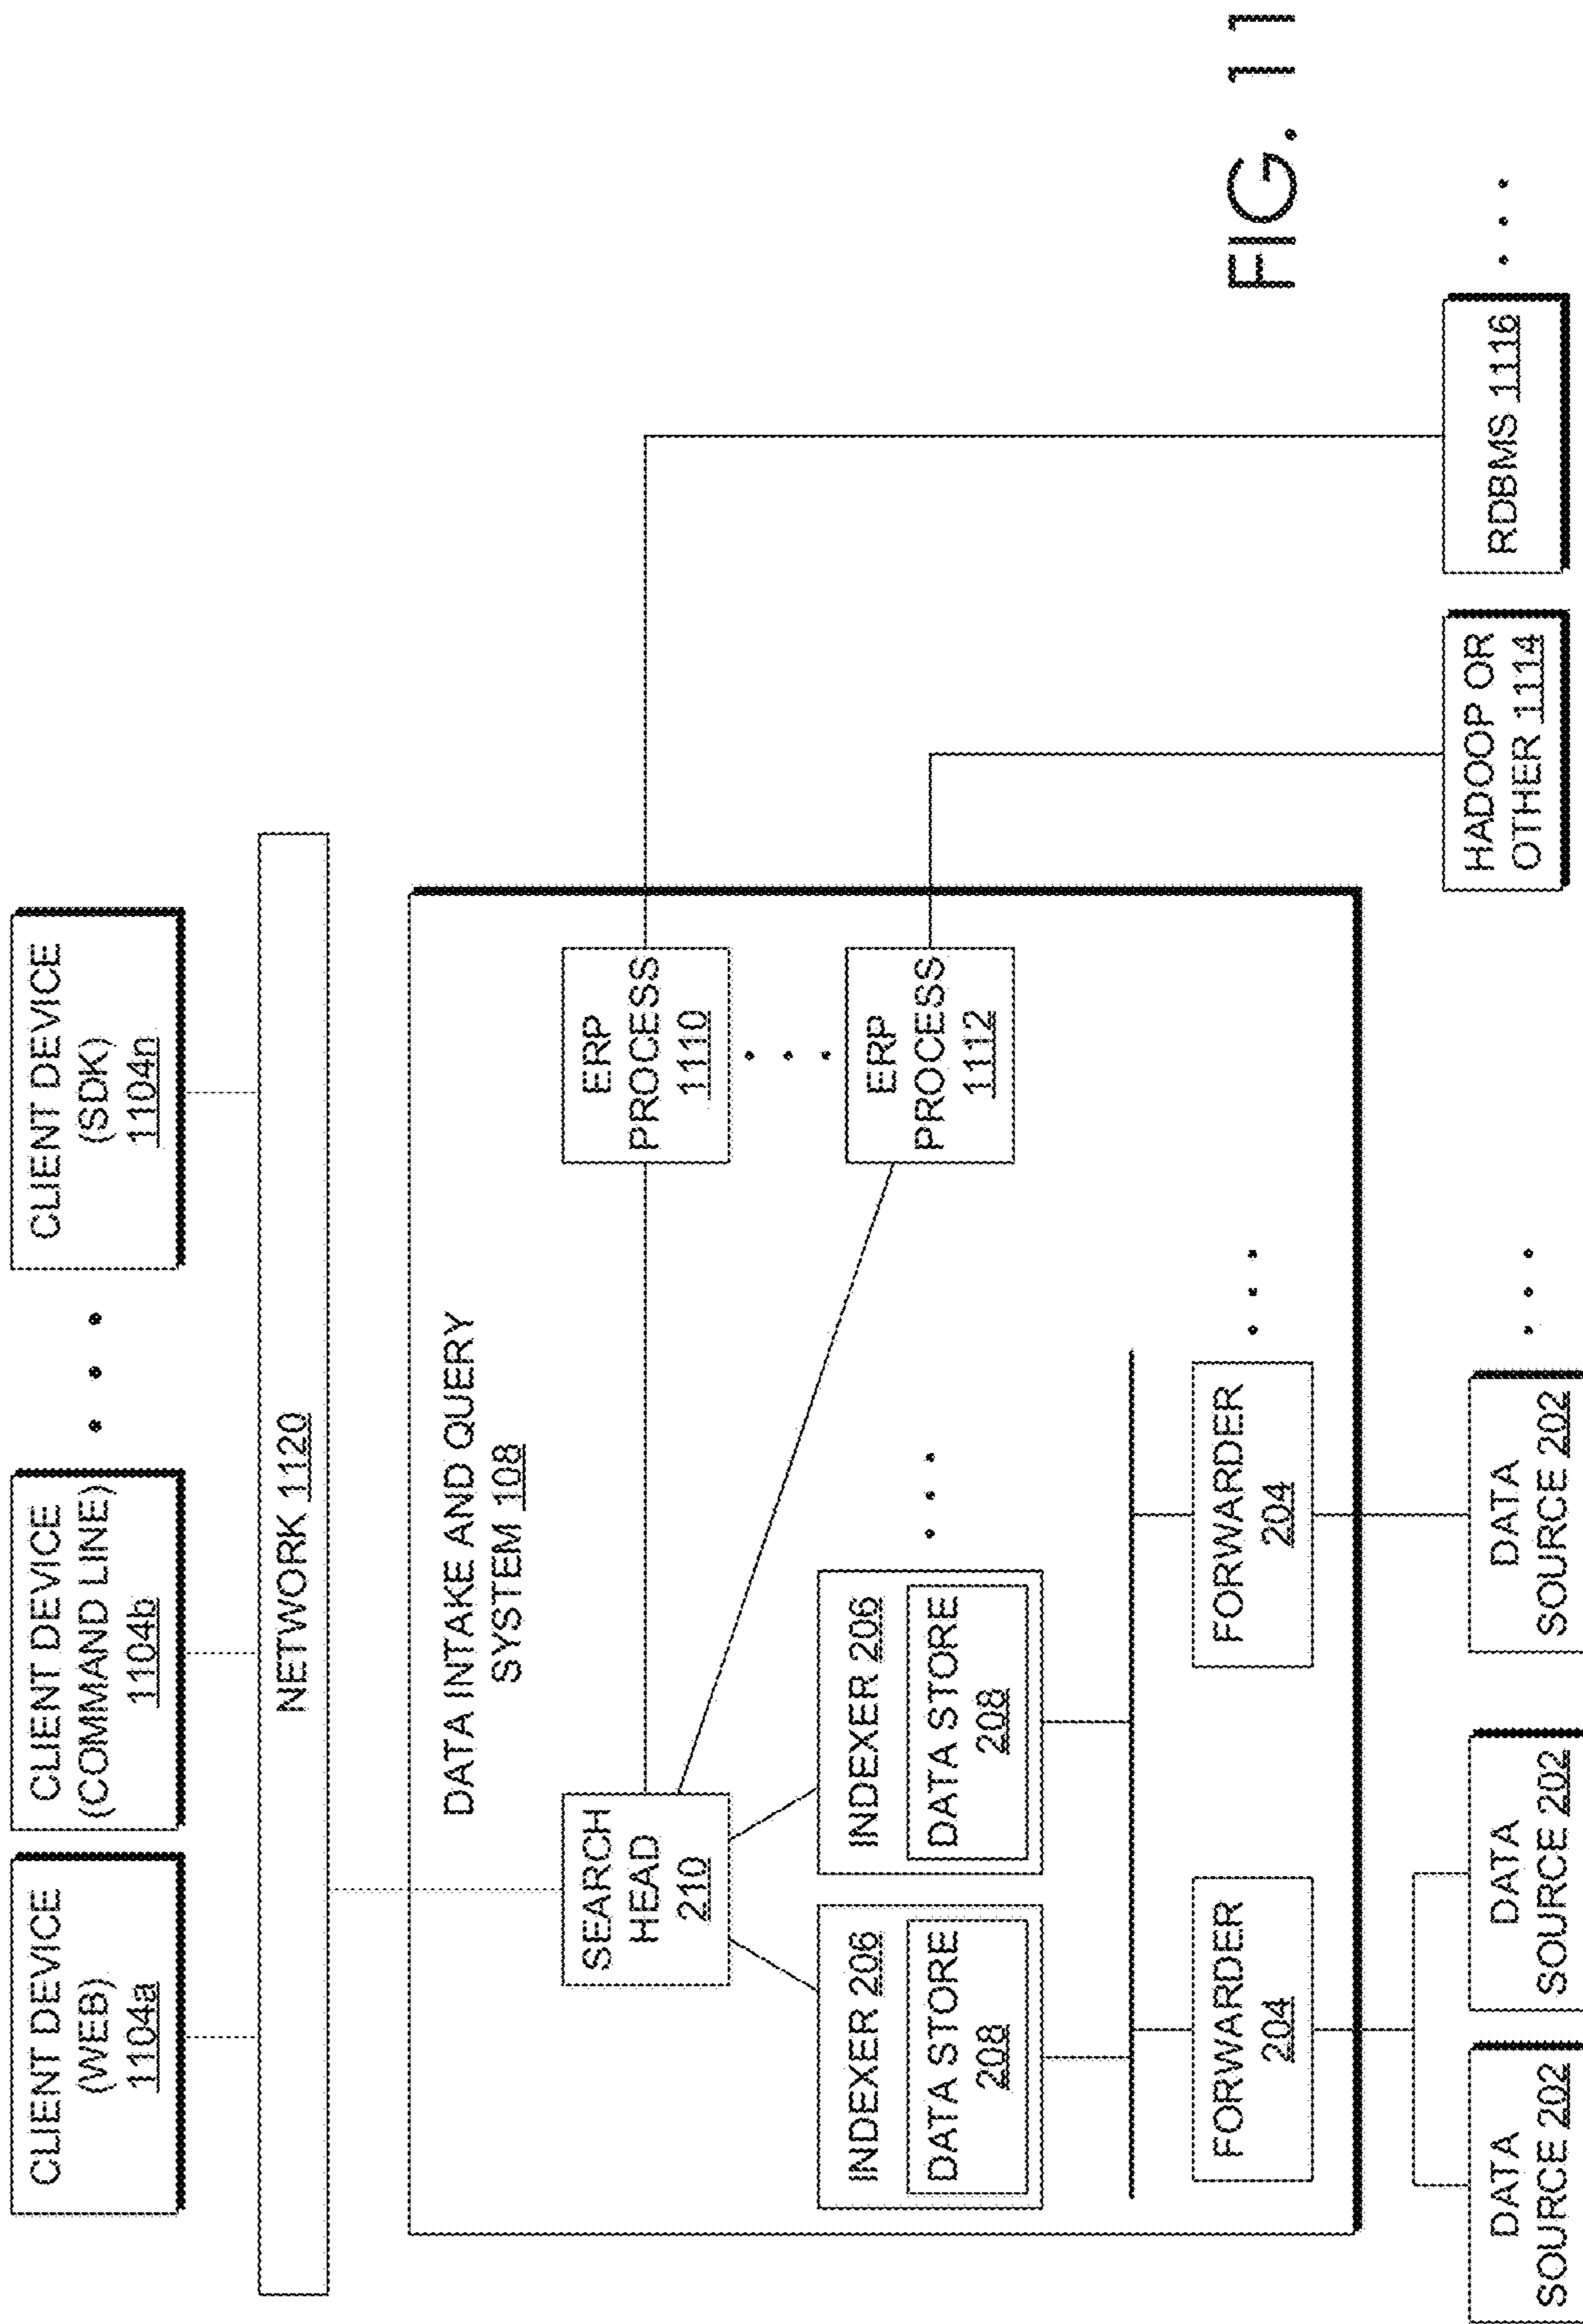 CLIENT DEVICE
(WEB)
1104a
CLIENT DEVICE
(COMMAND LINE)
1104b
• • •
CLIENT DEVICE
(SDK)
1104n
NETWORK 1120
DATA INTAKE AND QUERY
SYSTEM 108
SEARCH
HEAD
210
ERP
PROCESS
1110
• • •
ERP
PROCESS
1112
INDEXER 206
DATA STORE
208
INDEXER 206
DATA STORE
208
• • •
FORWARDER
204
FORWARDER
204
• • •
DATA
SOURCE 202
DATA
SOURCE 202
DATA
SOURCE 202
• • •
HADOOP OR
OTHER 1114
RDBMS 1116
• • •
FIG. 11